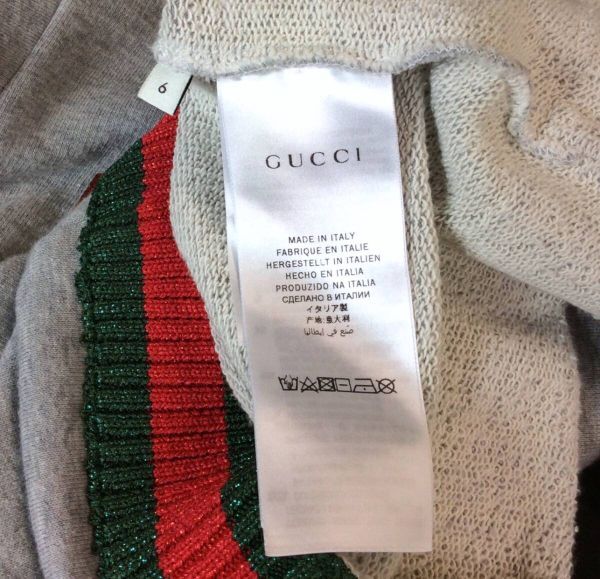 6
GUCCI
MADE IN ITALY
FABRIQUE EN ITALIE
HERGESTELLT IN ITALIEN
HECHO EN ITALIA
PRODUZIDO NA ITALIA
СДЕЛАНО В ИТАЛИИ
イタリア製
产地:意大利
صنع في إيطاليا